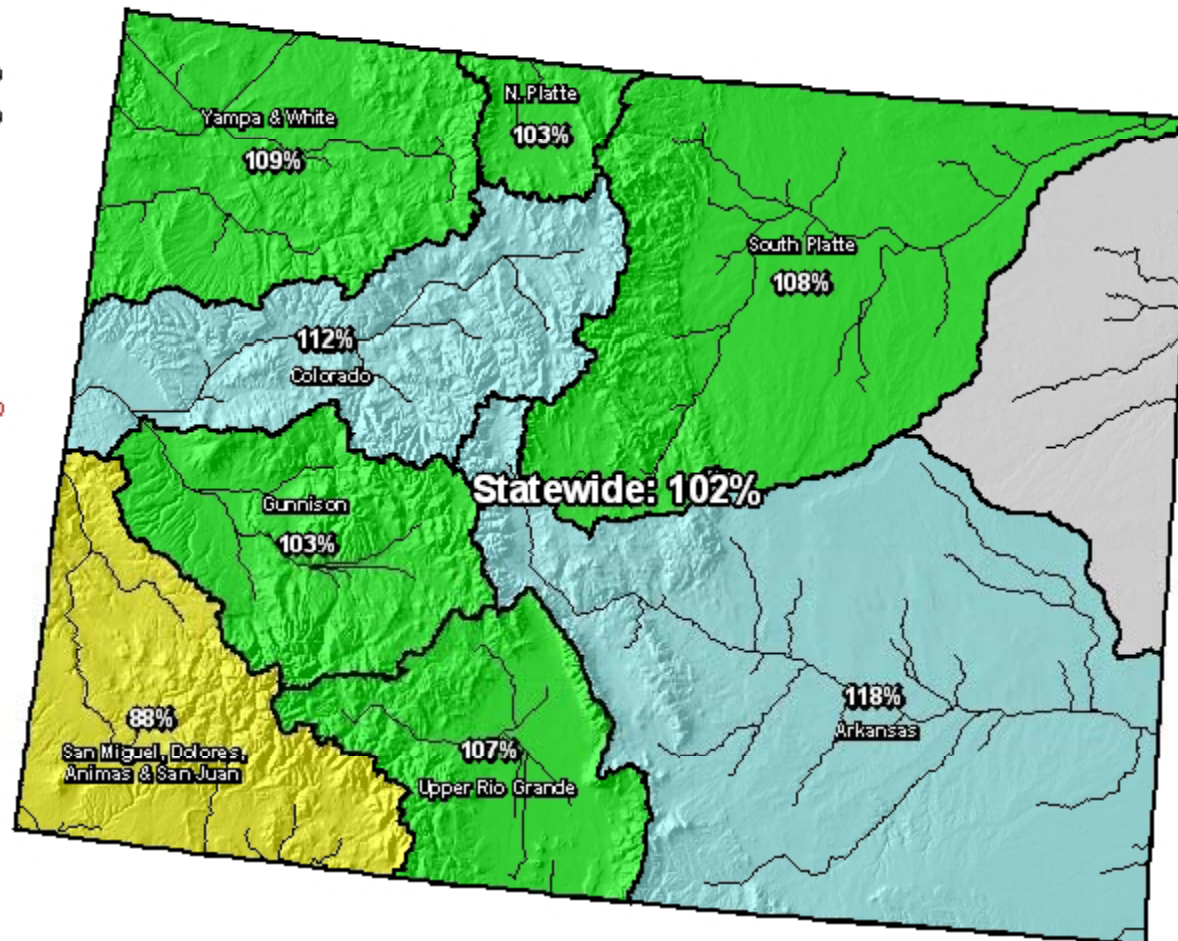 N. Platte
103%
Yampa & White
109%
South Platte
108%
112%
Colorado
Statewide: 102%
Gunnison
103%
118%
Arkansas
88%
San Miguel, Dolores,
Animas & San Juan
107%
Upper Rio Grande